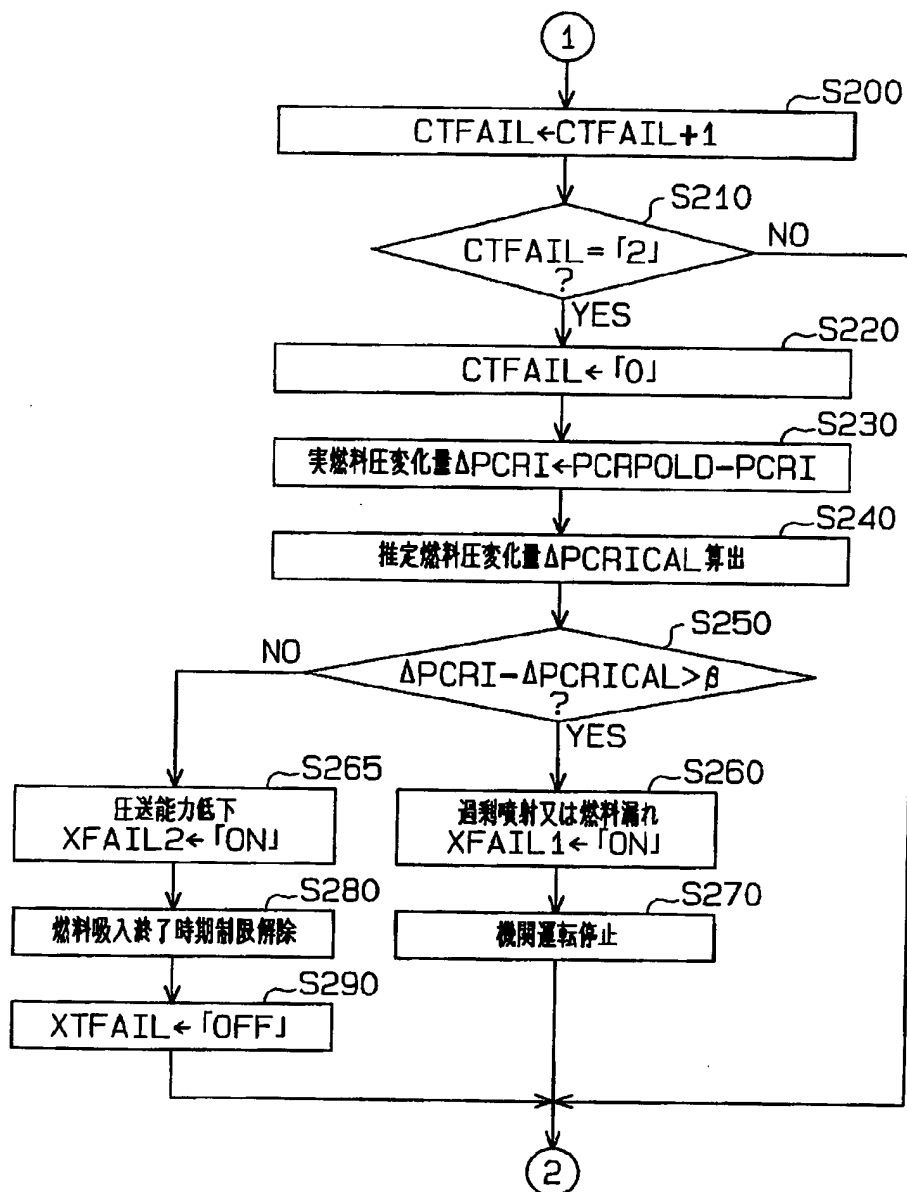 1
S200
CTFAIL←CTFAIL+1
S210
CTFAIL=「2」
?
NO
YES
S220
CTFAIL←「0」
S230
実燃料圧変化量ΔPCRI←PCRPOLD-PCRI
S240
推定燃料圧変化量ΔPCRICAL算出
S250
NO
ΔPCRI-ΔPCRICAL>β
?
YES
S265
圧送能力低下
XFAIL2←「ON」
S260
過剰噴射又は燃料漏れ
XFAIL1←「ON」
S280
燃料吸入終了時期制限解除
S270
機関運転停止
S290
XTFAIL←「OFF」
2